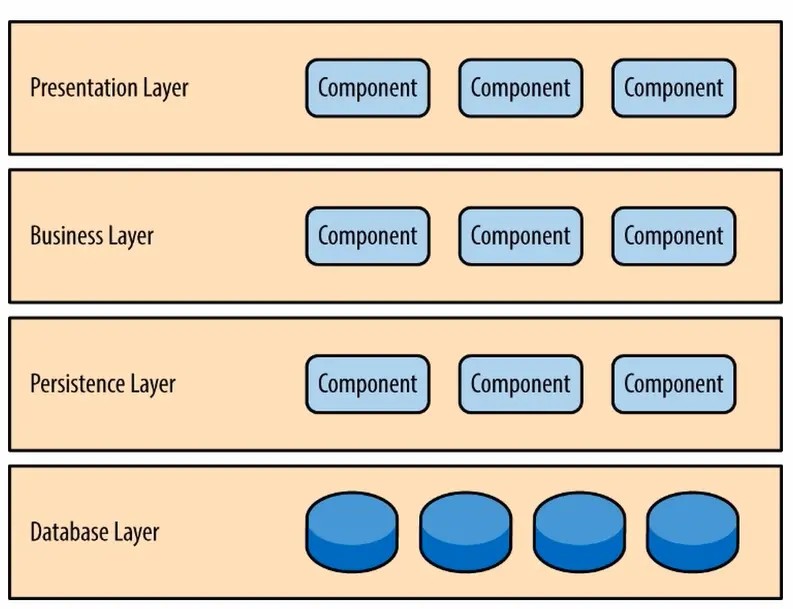 Presentation Layer
Component
Component
Component
Business Layer
Component
Component
Component
Persistence Layer
Component
Component
Component
Database Layer